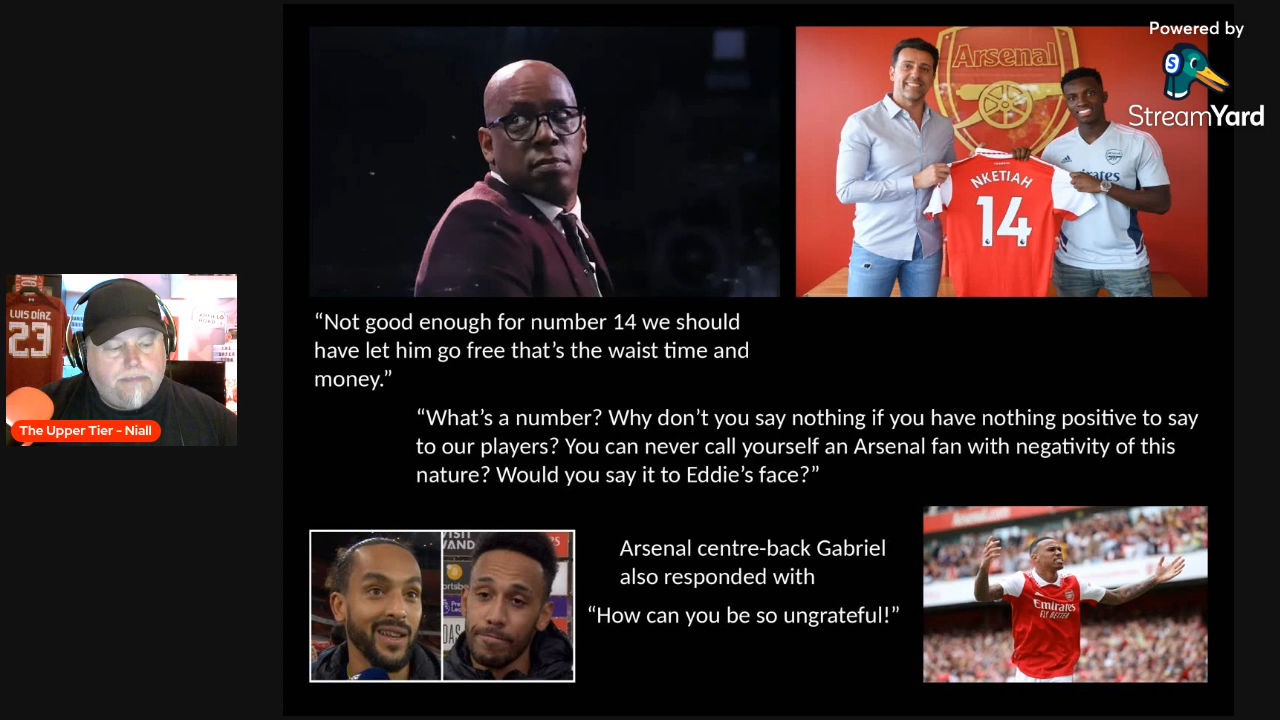 Powered by
StreamYard
Arsenal
NKETIAH
14
“Not good enough for number 14 we should
have let him go free that’s the waist time and
money.”
“What’s a number? Why don’t you say nothing if you have nothing positive to say
to our players? You can never call yourself an Arsenal fan with negativity of this
nature? Would you say it to Eddie’s face?”
LUIS DÍAZ
23
The Upper Tier - Niall
Arsenal centre-back Gabriel
also responded with
“How can you be so ungrateful!”
Emirates
FLY BETTER